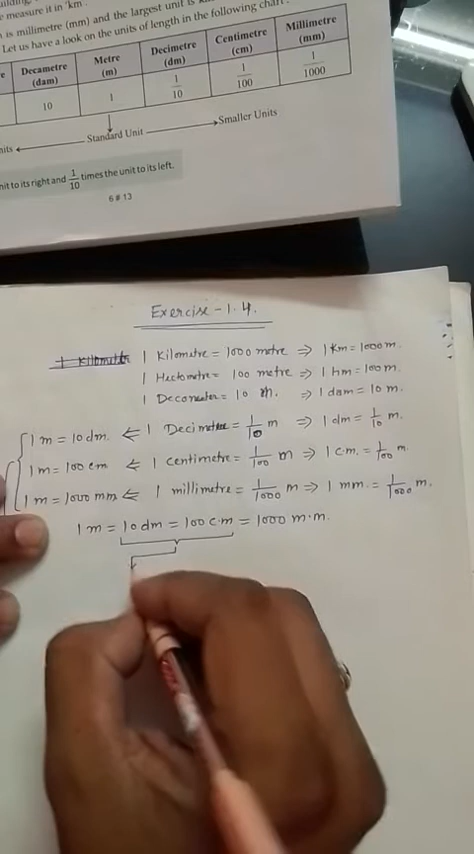 measure it in 'km'.
is millimetre (mm) and the largest unit is
Let us have a look on the units of length in the following chart.
Decametre (dam) Metre (m) Decimetre (dm) Centimetre (cm) Millimetre (mm)
10 1 1/10 1/100 1/1000
Standard Unit Smaller Units
nit to its right and 1/10 times the unit to its left.
6 # 13
Exercise - 1.4.
1 Kilometre = 1000 metre ⇒ 1 km = 1000 m.
1 Hectometre = 100 metre ⇒ 1 hm = 100 m.
1 Decometer = 10 m. ⇒ 1 dam = 10 m.
1 m = 10 dm. ⇐ 1 Decimetre = 1/10 m ⇒ 1 dm = 1/10 m.
1 m = 100 cm ⇐ 1 centimetre = 1/100 m ⇒ 1 c.m. = 1/100 m.
1 m = 1000 mm ⇐ 1 millimetre = 1/1000 m ⇒ 1 mm. = 1/1000 m.
1 m = 10 dm = 100 c.m = 1000 m.m.